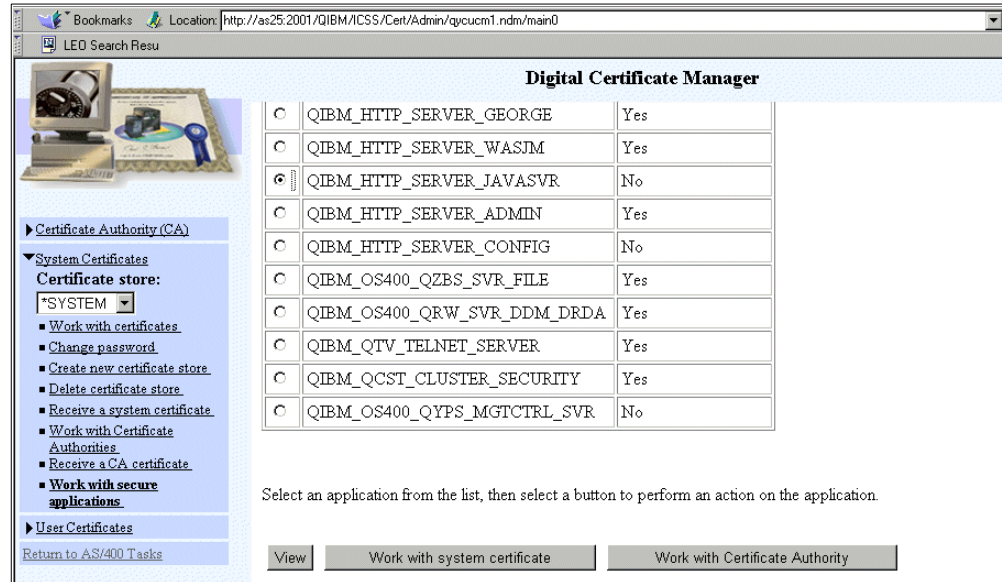 Bookmarks Location: http://as25:2001/QIBM/ICSS/Cert/Admin/qycucm1.ndm/main0
LEO Search Resu
Digital Certificate Manager
QIBM_HTTP_SERVER_GEORGE Yes
QIBM_HTTP_SERVER_WASJM Yes
QIBM_HTTP_SERVER_JAVASVR No
QIBM_HTTP_SERVER_ADMIN Yes
QIBM_HTTP_SERVER_CONFIG No
QIBM_OS400_QZBS_SVR_FILE Yes
QIBM_OS400_QRW_SVR_DDM_DRDA Yes
QIBM_QTV_TELNET_SERVER Yes
QIBM_QCST_CLUSTER_SECURITY Yes
QIBM_OS400_QYPS_MGTCTRL_SVR No
Certificate Authority (CA)
System Certificates
Certificate store:
*SYSTEM
Work with certificates
Change password
Create new certificate store
Delete certificate store
Receive a system certificate
Work with Certificate
Authorities
Receive a CA certificate
Work with secure
applications
User Certificates
Return to AS/400 Tasks
Select an application from the list, then select a button to perform an action on the application.
View Work with system certificate Work with Certificate Authority